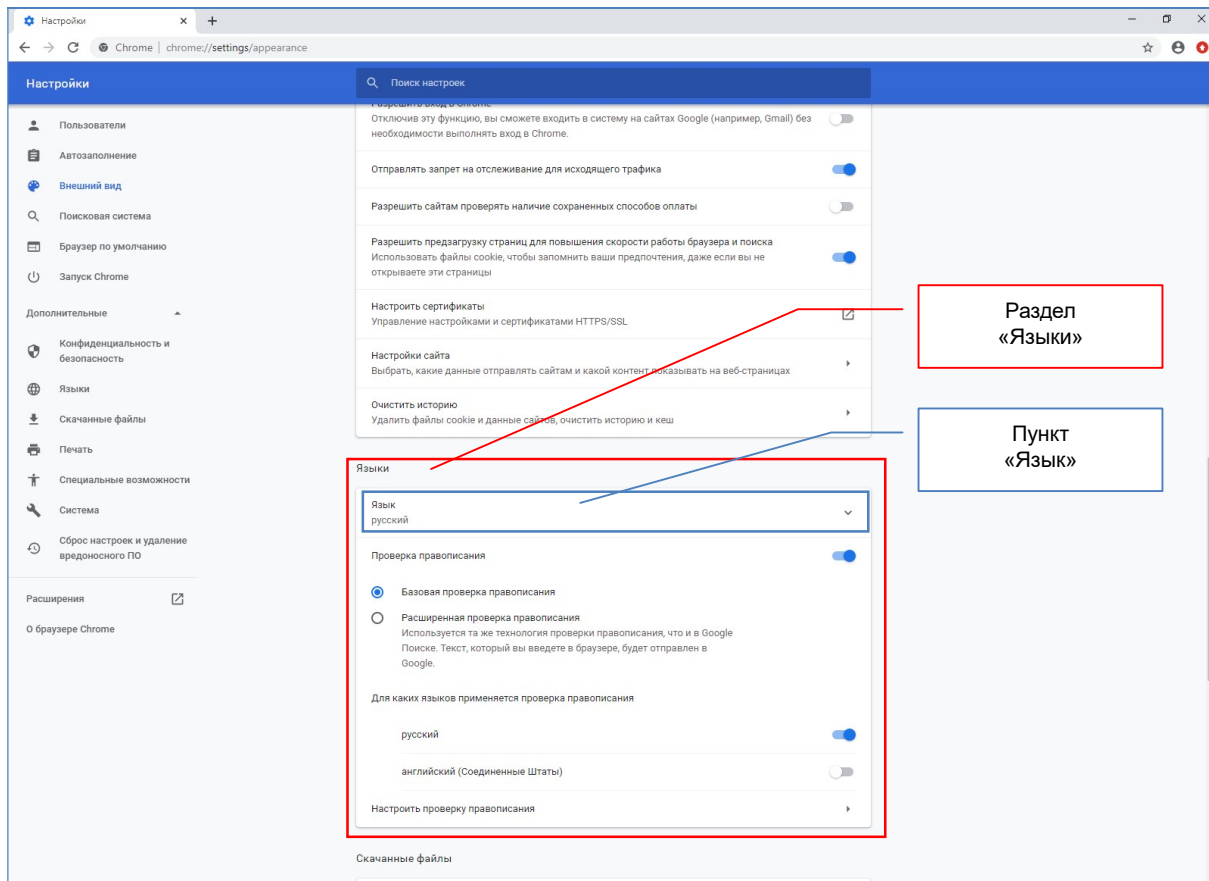 Настройки
Chrome | chrome://settings/appearance
Настройки
Поиск настроек
Пользователи
Автозаполнение
Внешний вид
Поисковая система
Браузер по умолчанию
Запуск Chrome
Дополнительные
Конфиденциальность и
безопасность
Языки
Скачанные файлы
Печать
Специальные возможности
Система
Сброс настроек и удаление
вредоносного ПО
Расширения
О браузере Chrome
Разрешить вход в Chrome
Отключив эту функцию, вы сможете входить в систему на сайтах Google (например, Gmail) без
необходимости выполнять вход в Chrome.
Отправлять запрет на отслеживание для исходящего трафика
Разрешить сайтам проверять наличие сохраненных способов оплаты
Разрешить предзагрузку страниц для повышения скорости работы браузера и поиска
Использовать файлы cookie, чтобы запомнить ваши предпочтения, даже если вы не
открываете эти страницы
Настроить сертификаты
Управление настройками и сертификатами HTTPS/SSL
Настройки сайта
Выбрать, какие данные отправлять сайтам и какой контент показывать на веб-страницах
Очистить историю
Удалить файлы cookie и данные сайтов, очистить историю и кеш
Языки
Язык
русский
Проверка правописания
Базовая проверка правописания
Расширенная проверка правописания
Используется та же технология проверки правописания, что и в Google
Поиске. Текст, который вы введете в браузере, будет отправлен в
Google.
Для каких языков применяется проверка правописания
русский
английский (Соединенные Штаты)
Настроить проверку правописания
Скачанные файлы
Раздел
«Языки»
Пункт
«Язык»